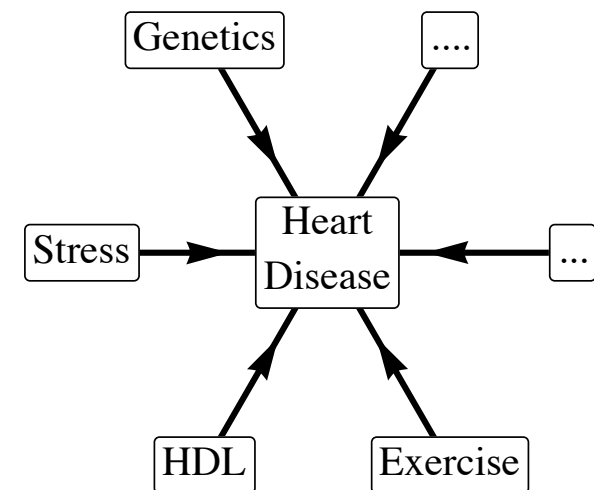 Genetics
....
Heart
Disease
Stress
...
HDL
Exercise